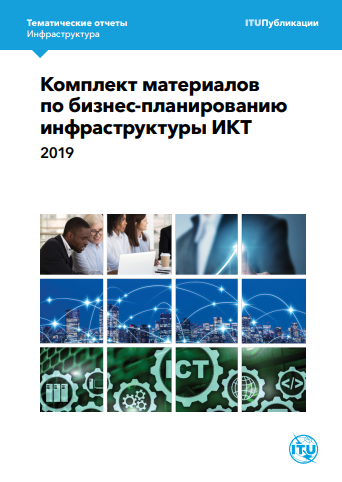 Тематические отчеты
Инфраструктура
ITUПубликации
Комплект материалов
по бизнес-планированию
инфраструктуры ИКТ
2019
ICT
</>
ITU